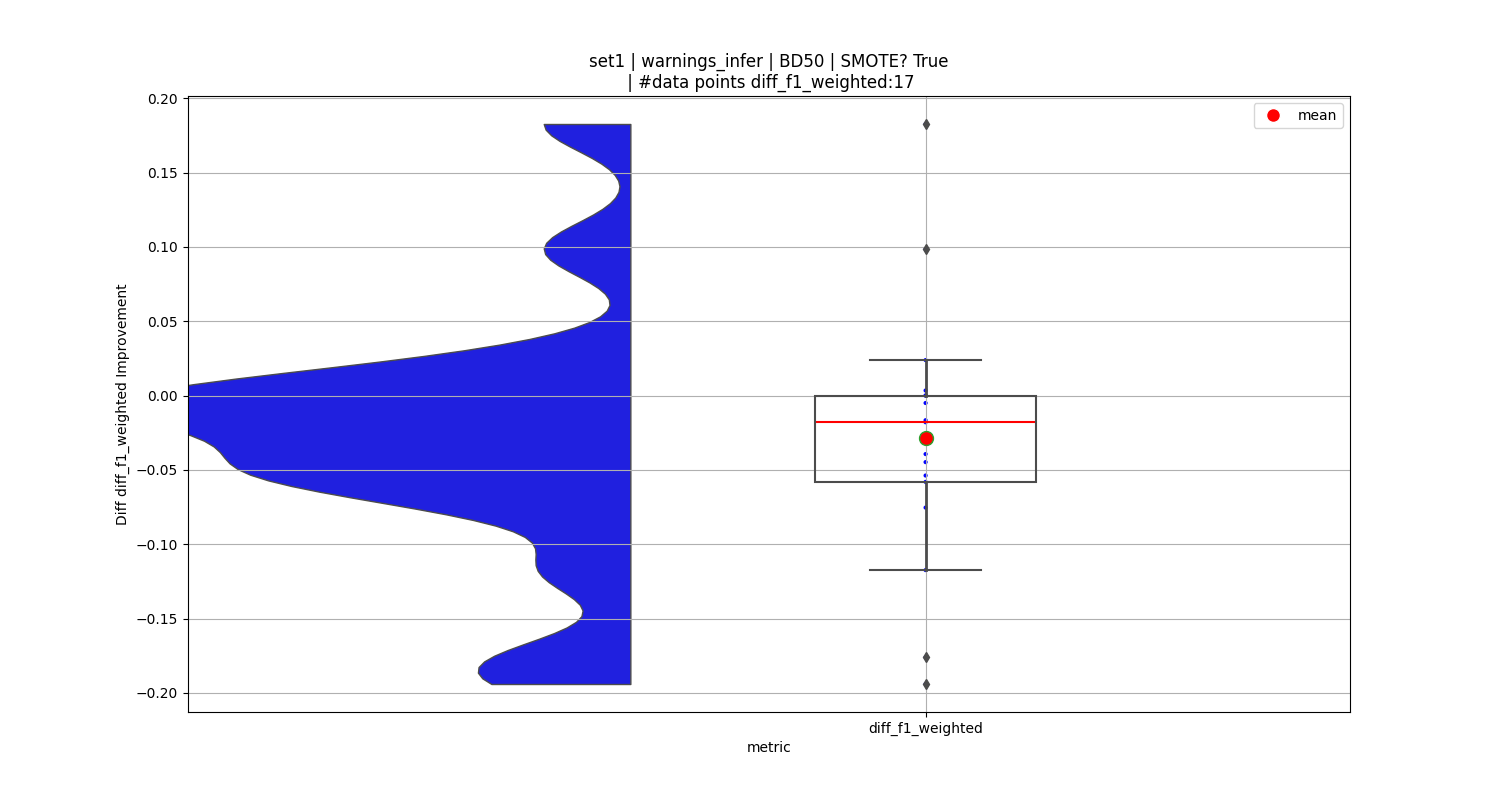 set1 | warnings_infer | BD50 | SMOTE? True
| #data points diff_f1_weighted:17
mean
Diff diff_f1_weighted Improvement
0.20
0.15
0.10
0.05
0.00
−0.05
−0.10
−0.15
−0.20
diff_f1_weighted
metric